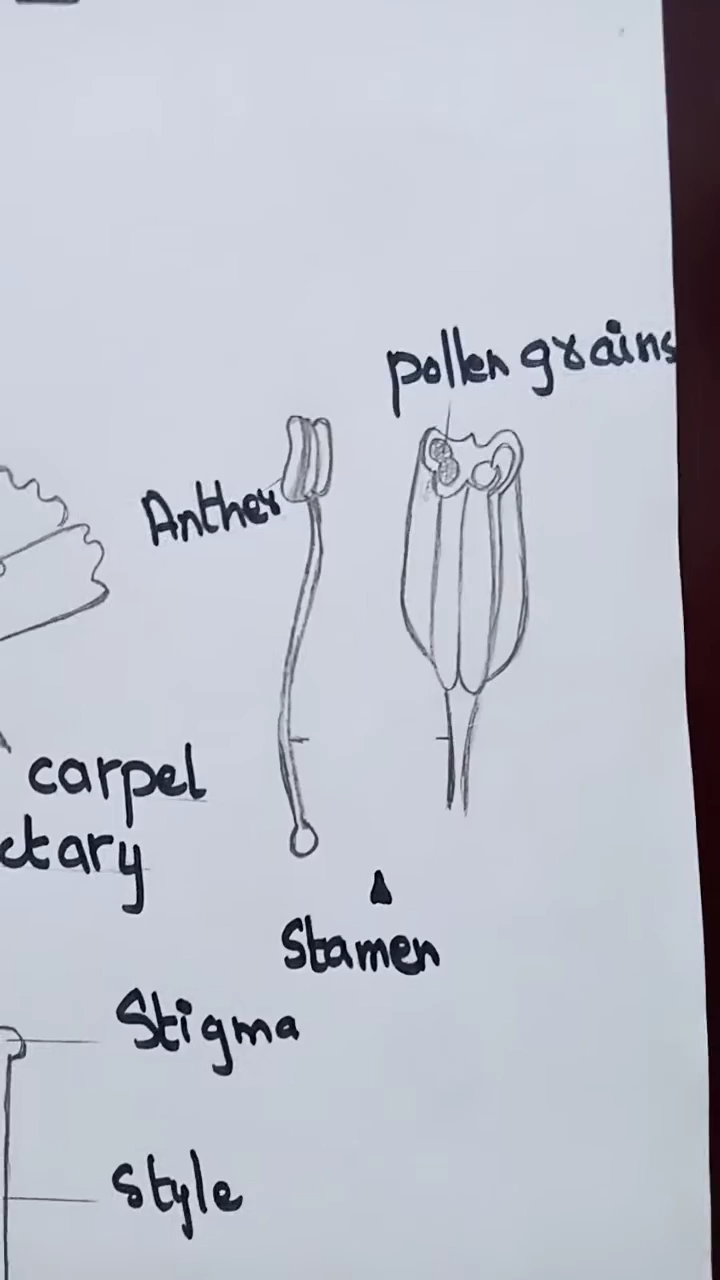 pollen grains
Anther
carpel
ctary
Stamen
Stigma
Style